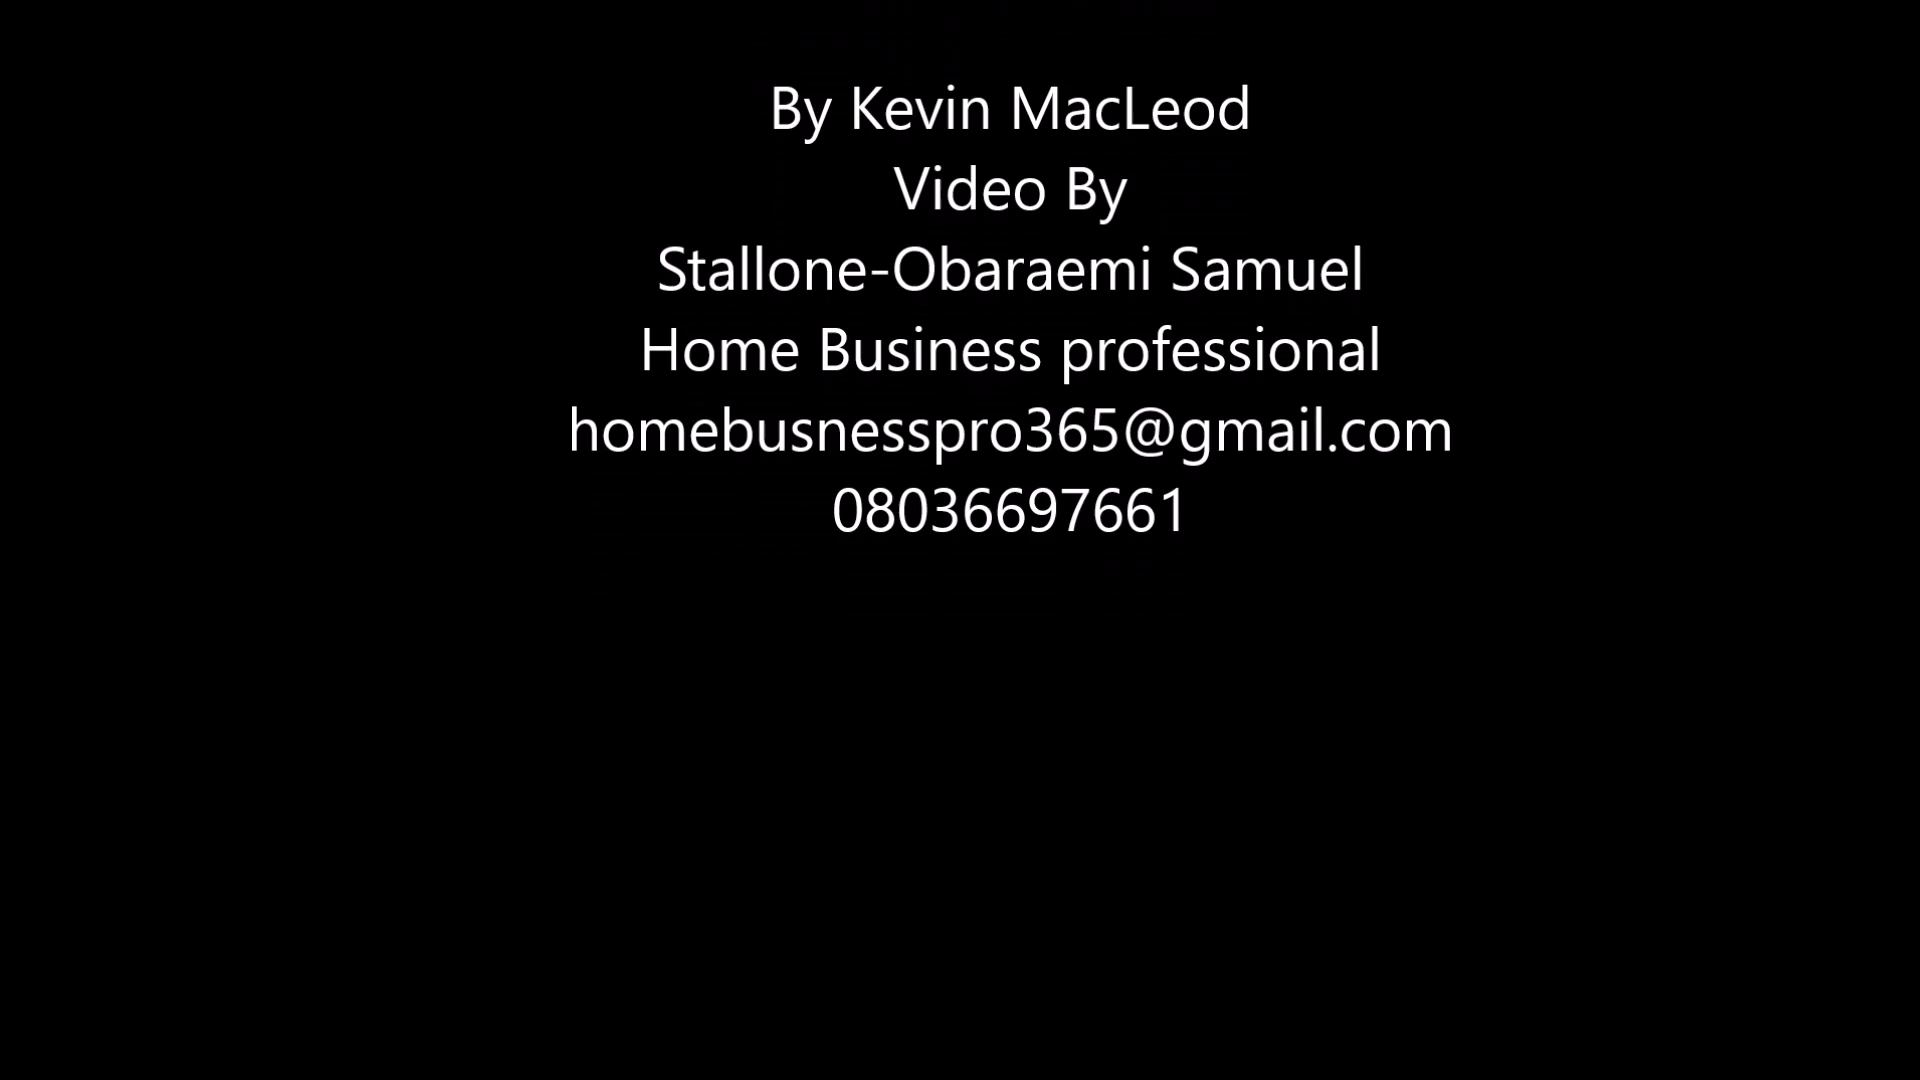 By Kevin MacLeod
Video By
Stallone-Obaraemi Samuel
Home Business professional
homebusnesspro365@gmail.com
08036697661